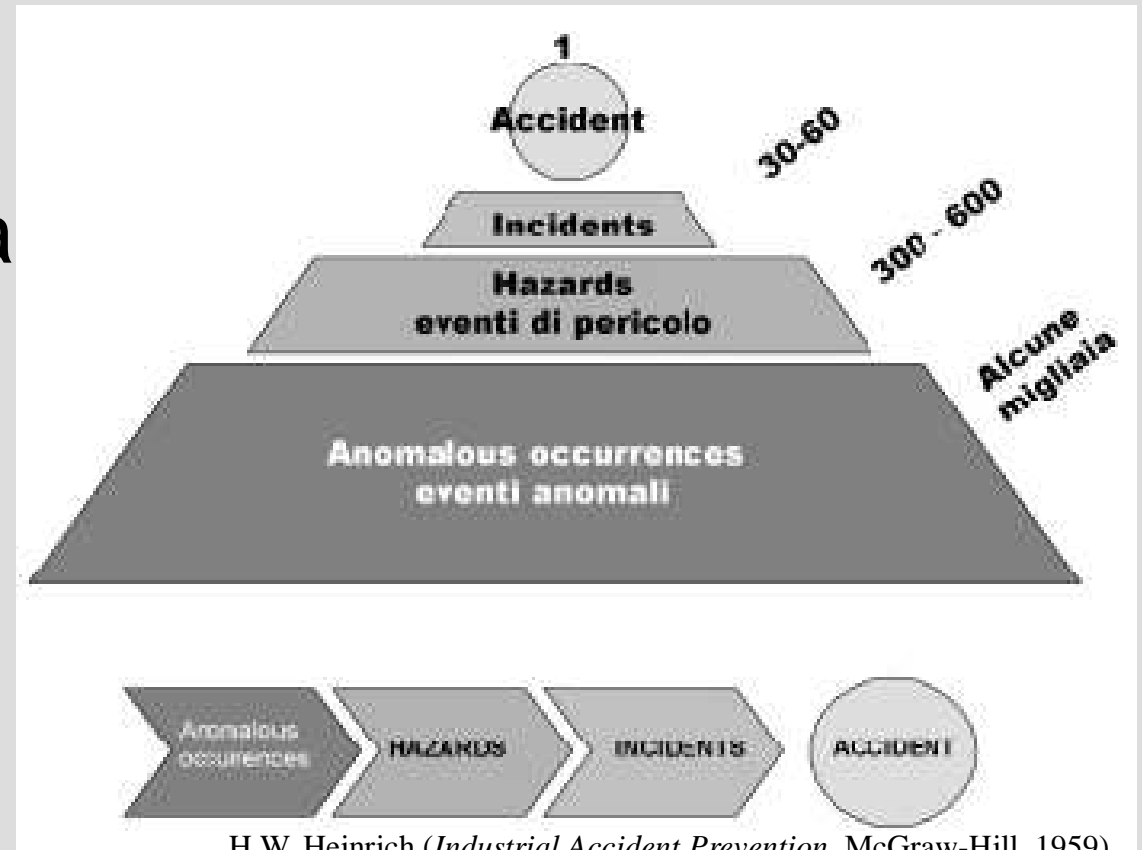 1
Accident
30-60
Incidents
300 - 600
Hazards
eventi di pericolo
Alcune
migliaia
Anomalous occurrences
eventi anomali
Anomalous
occurrences
HAZARDS
INCIDENTS
ACCIDENT
H.W. Heinrich (Industrial Accident Prevention, McGraw-Hill, 1959)